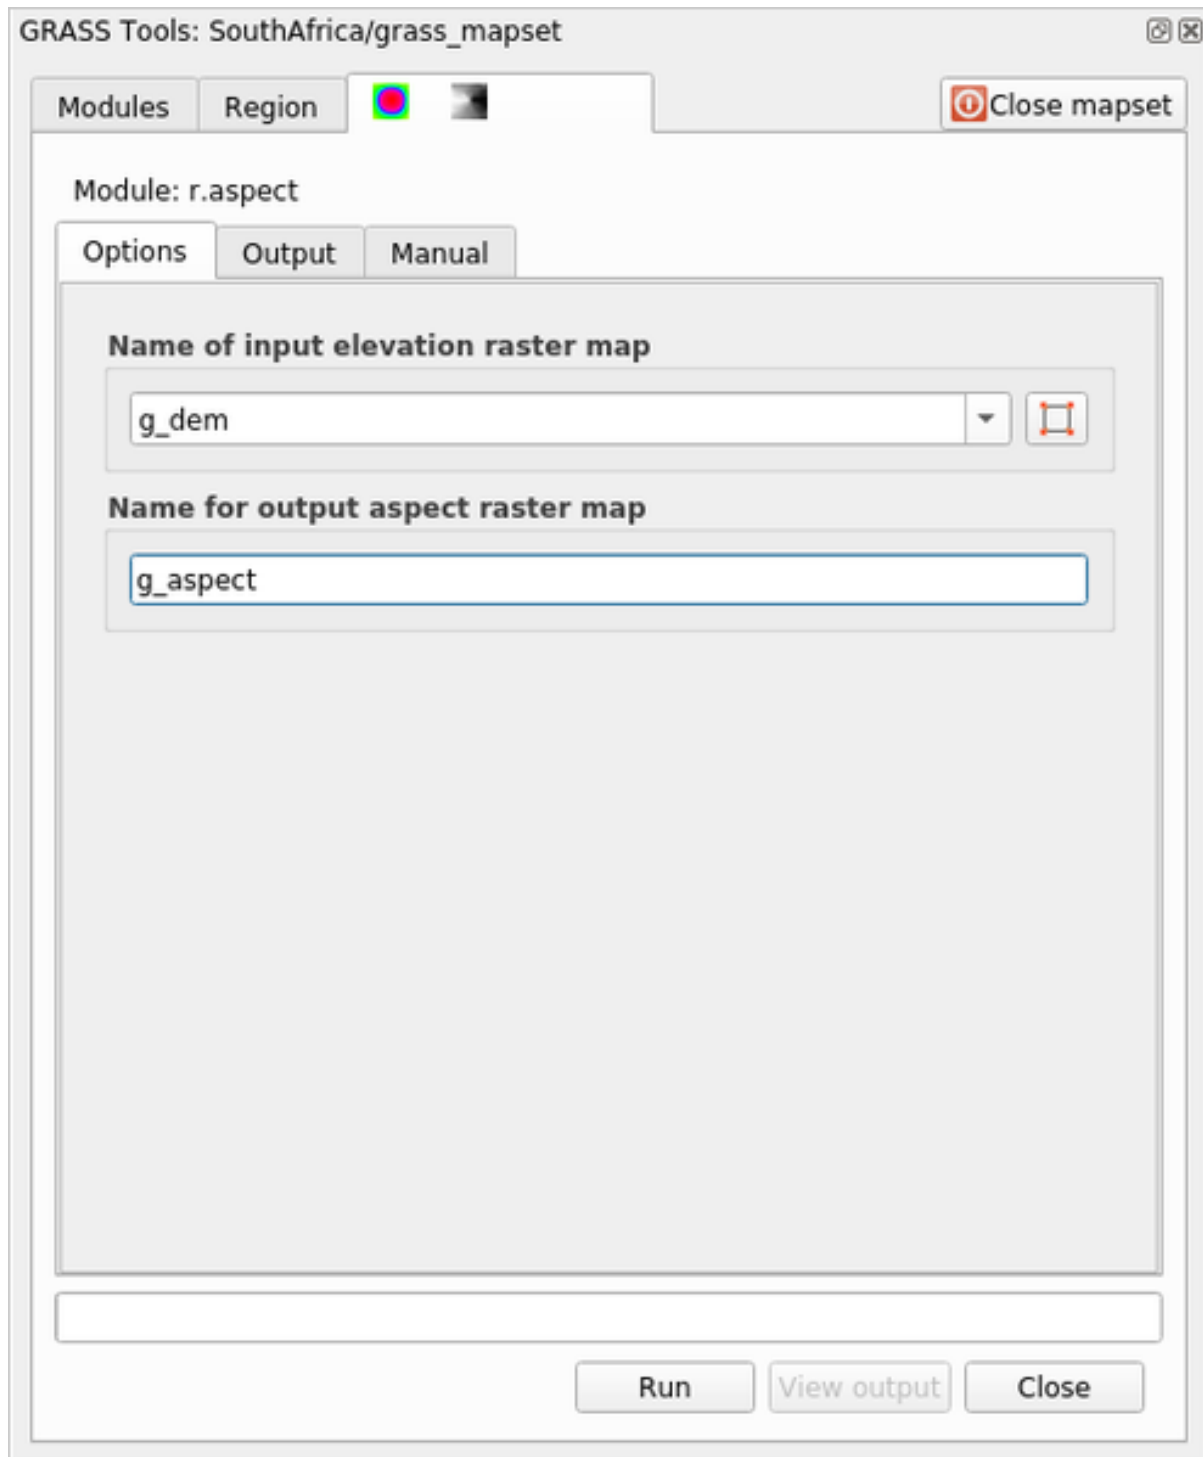 GRASS Tools: SouthAfrica/grass_mapset
Modules Region Close mapset
Module: r.aspect
Options Output Manual
Name of input elevation raster map
g_dem
Name for output aspect raster map
g_aspect
Run View output Close